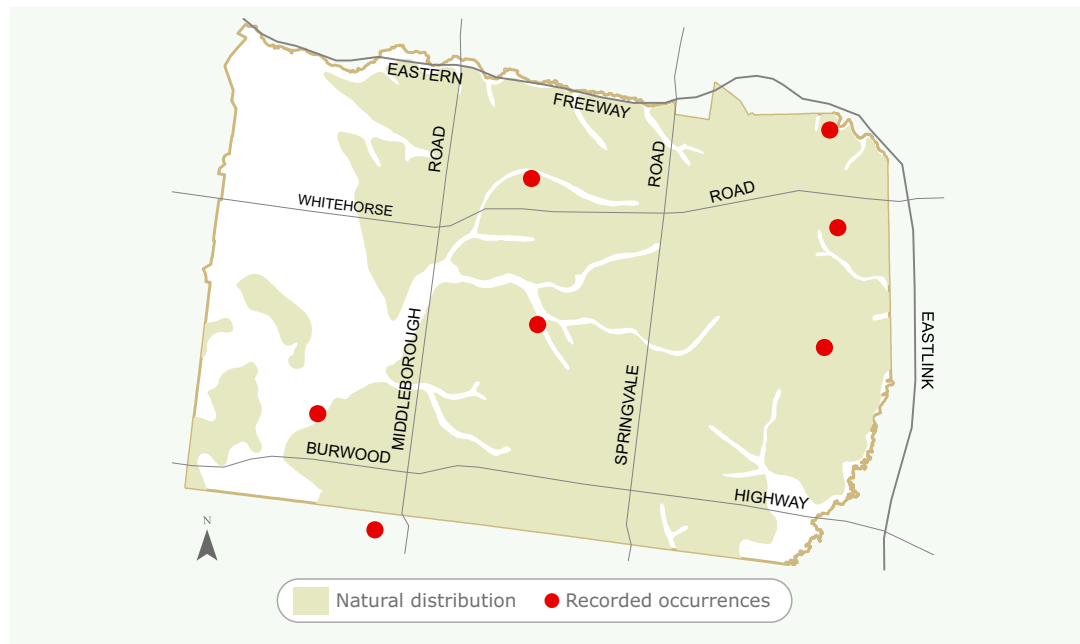 EASTERN
FREEWAY
ROAD
ROAD
WHITEHORSE
ROAD
MIDDLEBOROUGH
EASTLINK
SPRINGVALE
BURWOOD
HIGHWAY
N
Natural distribution
Recorded occurrences